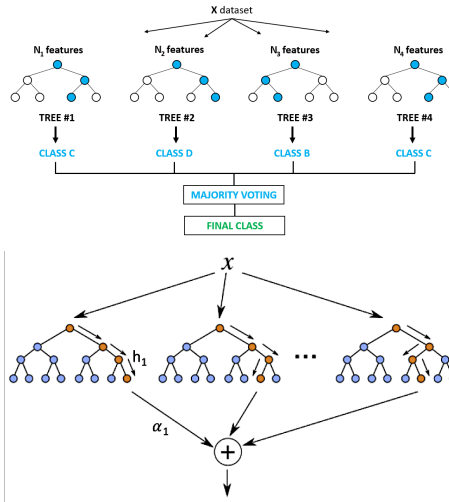 X dataset
N1 features N2 features N3 features N4 features
TREE #1 TREE #2 TREE #3 TREE #4
CLASS C CLASS D CLASS B CLASS C
MAJORITY VOTING
FINAL CLASS
x
h1
...
α1
+